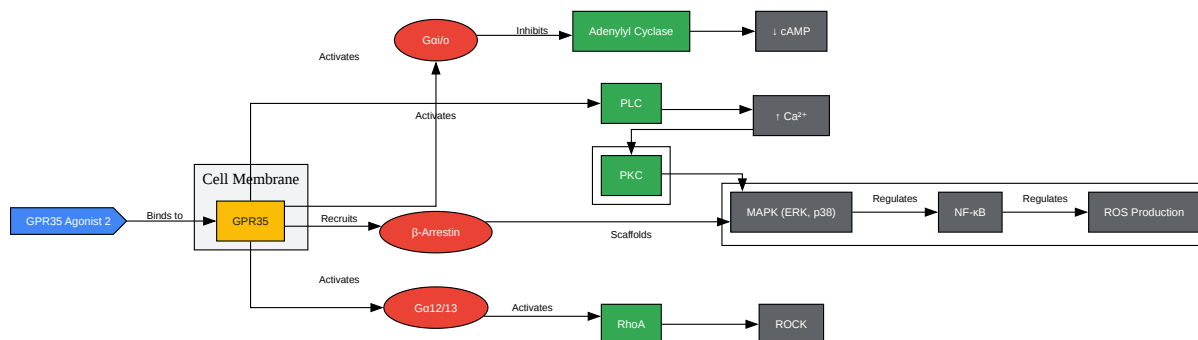 Gαi/o
Inhibits
Adenylyl Cyclase
↓ cAMP
Activates
PLC
Activates
↑ Ca²⁺
Cell Membrane
PKC
GPR35 Agonist 2
Binds to
GPR35
Recruits
β-Arrestin
Scaffolds
MAPK (ERK, p38)
Regulates
NF-κB
Regulates
ROS Production
Activates
Gα12/13
Activates
RhoA
ROCK